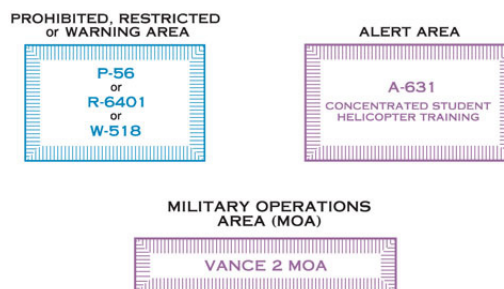 PROHIBITED, RESTRICTED
or WARNING AREA
P-56
or
R-6401
or
W-518
ALERT AREA
A-631
CONCENTRATED STUDENT
HELICOPTER TRAINING
MILITARY OPERATIONS
AREA (MOA)
VANCE 2 MOA